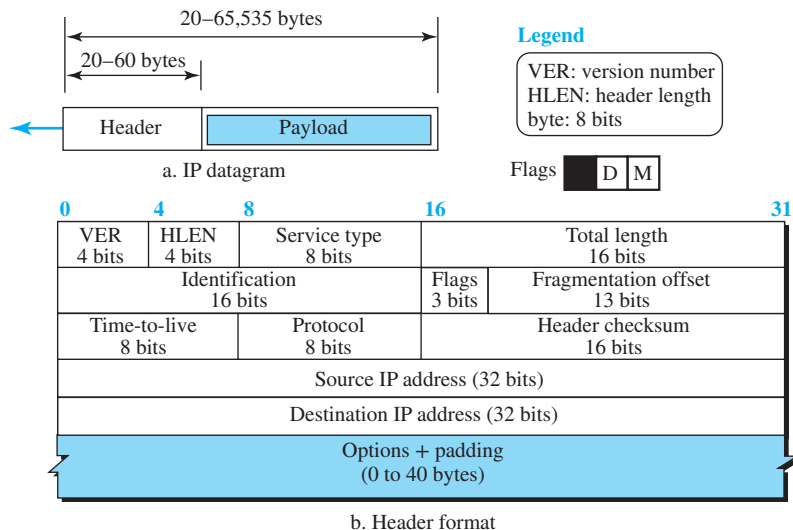 20–65,535 bytes
20–60 bytes
Header
Payload
a. IP datagram
Legend
VER: version number
HLEN: header length
byte: 8 bits
Flags D M
0 4 8 16 31
VER HLEN Service type Total length
4 bits 4 bits 8 bits 16 bits
Identification Flags Fragmentation offset
16 bits 3 bits 13 bits
Time-to-live Protocol Header checksum
8 bits 8 bits 16 bits
Source IP address (32 bits)
Destination IP address (32 bits)
Options + padding
(0 to 40 bytes)
b. Header format